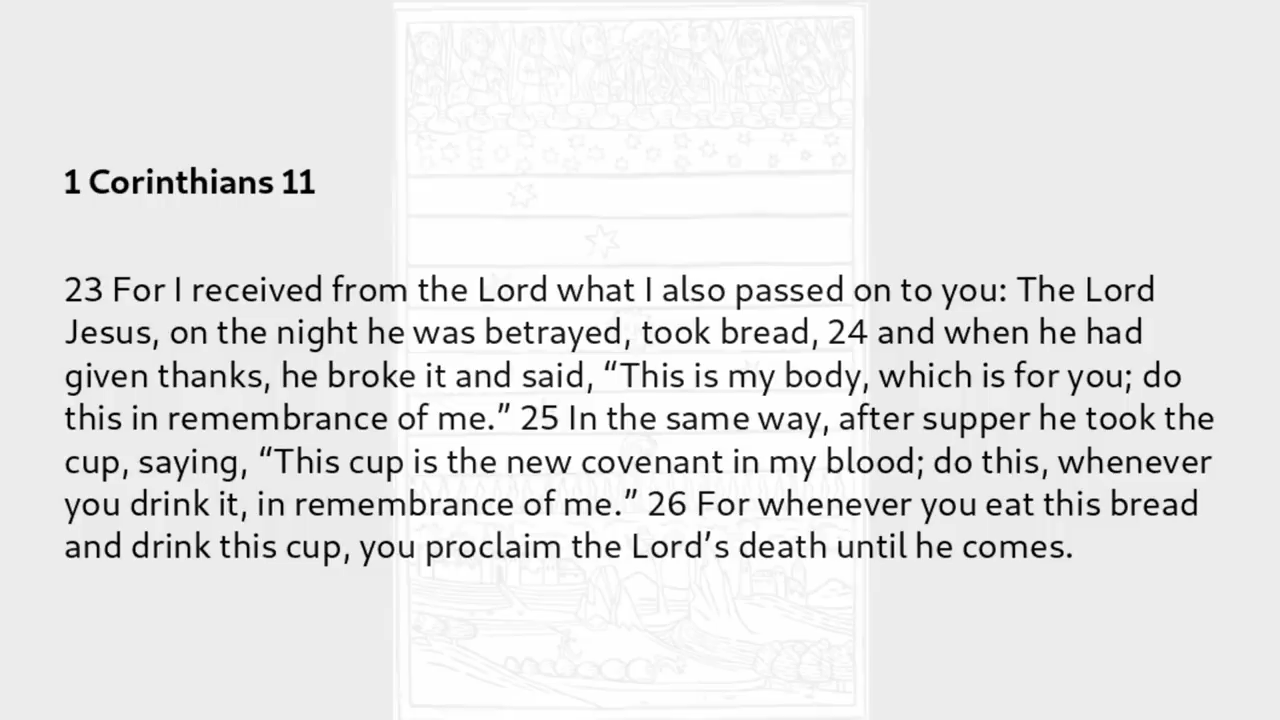 1 Corinthians 11
23 For I received from the Lord what I also passed on to you: The Lord
Jesus, on the night he was betrayed, took bread, 24 and when he had
given thanks, he broke it and said, “This is my body, which is for you; do
this in remembrance of me.” 25 In the same way, after supper he took the
cup, saying, “This cup is the new covenant in my blood; do this, whenever
you drink it, in remembrance of me.” 26 For whenever you eat this bread
and drink this cup, you proclaim the Lord’s death until he comes.